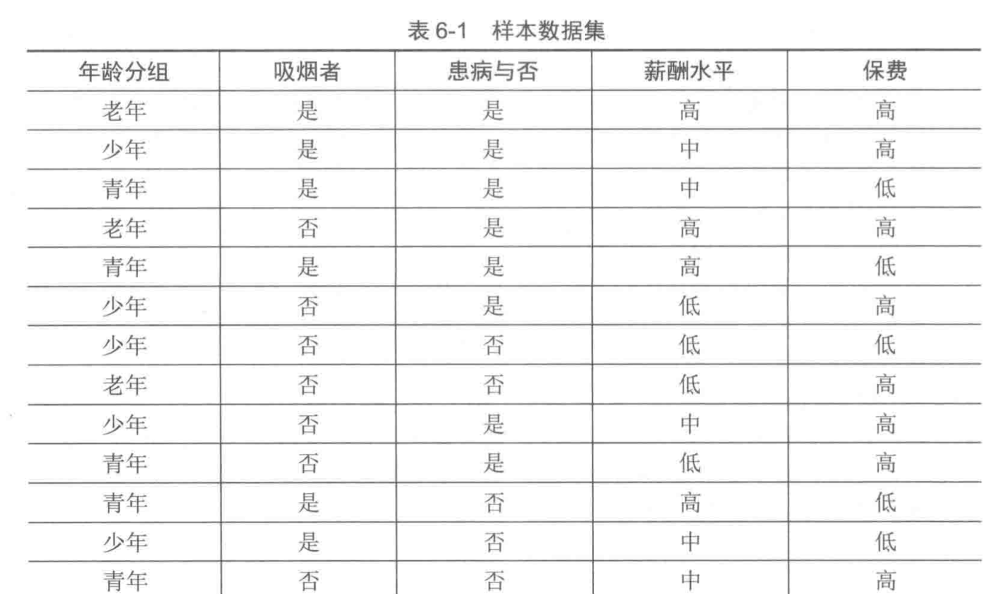 表 6-1 样本数据集
年龄分组 吸烟者 患病与否 薪酬水平 保费
老年 是 是 高 高
少年 是 是 中 高
青年 是 是 中 低
老年 否 是 高 高
青年 是 是 高 低
少年 否 是 低 高
少年 否 否 低 低
老年 否 否 低 高
少年 否 是 中 高
青年 否 是 低 高
青年 是 否 高 低
少年 是 否 中 低
青年 否 否 中 高